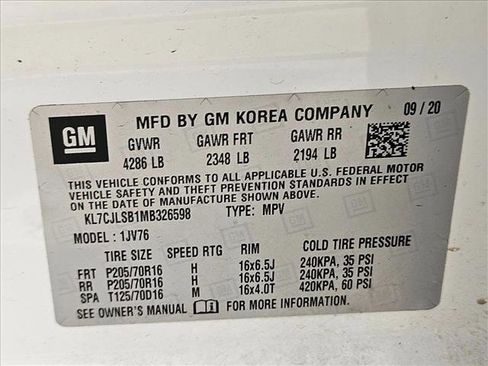 GM
MFD BY GM KOREA COMPANY 09/20
GVWR GAWR FRT GAWR RR
4286 LB 2348 LB 2194 LB
THIS VEHICLE CONFORMS TO ALL APPLICABLE U.S. FEDERAL MOTOR
VEHICLE SAFETY AND THEFT PREVENTION STANDARDS IN EFFECT ON
THE DATE OF MANUFACTURE SHOWN ABOVE.
KL7CJLSB1MB326598 TYPE: MPV
MODEL: 1JV76
TIRE SIZE SPEED RTG RIM COLD TIRE PRESSURE
FRT P205/70R16 H 16x6.5J 240KPA, 35 PSI
RR P205/70R16 H 16x6.5J 240KPA, 35 PSI
SPA T125/70D16 M 16x4.0T 420KPA, 60 PSI
SEE OWNER'S MANUAL FOR MORE INFORMATION